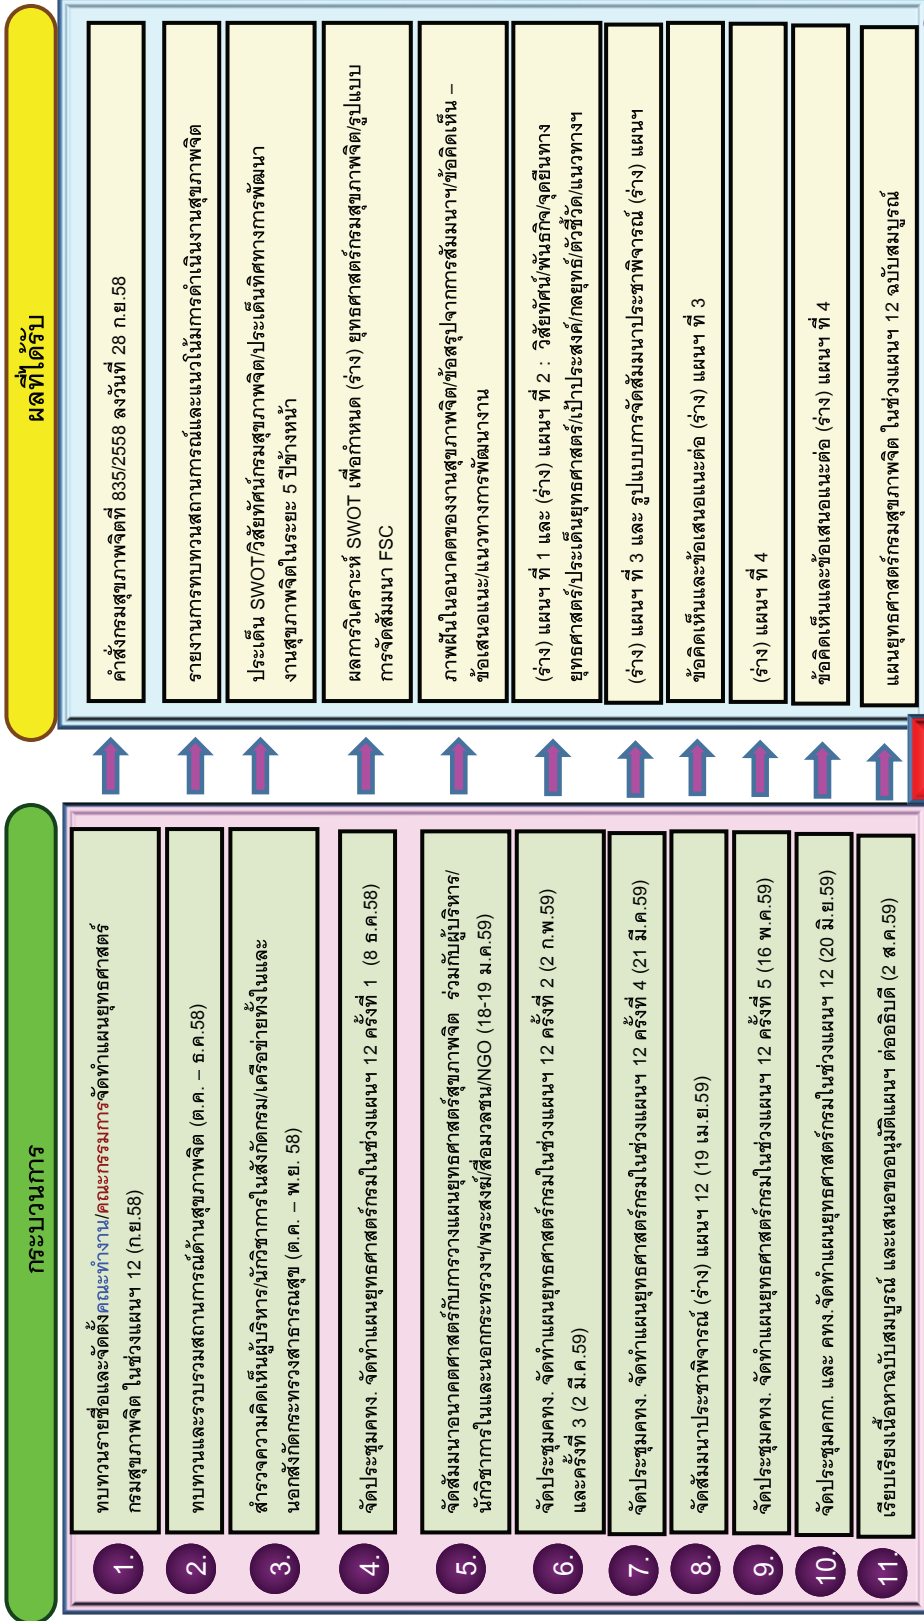 กระบวนการ
ผลที่ได้รับ
1.
ทบทวนรายชื่อและจัดตั้งคณะทำงาน/คณะกรรมการจัดทำแผนยุทธศาสตร์
กรมสุขภาพจิต ในช่วงแผนฯ 12 (ก.ย.58)
คำสั่งกรมสุขภาพจิตที่ 835/2558 ลงวันที่ 28 ก.ย.58
2.
ทบทวนและรวบรวมสถานการณ์ด้านสุขภาพจิต (ต.ค. – ธ.ค.58)
รายงานการทบทวนสถานการณ์และแนวโน้มการดำเนินงานสุขภาพจิต
3.
สำรวจความคิดเห็นผู้บริหาร/นักวิชาการในสังกัดกรม/เครือข่ายทั้งในและ
นอกสังกัดกระทรวงสาธารณสุข (ต.ค. – พ.ย. 58)
ประเด็น SWOT/วิสัยทัศน์กรมสุขภาพจิต/ประเด็นทิศทางการพัฒนา
งานสุขภาพจิตในระยะ 5 ปีข้างหน้า
4.
จัดประชุมคทง. จัดทำแผนยุทธศาสตร์กรมในช่วงแผนฯ 12 ครั้งที่ 1 (8 ธ.ค.58)
ผลการวิเคราะห์ SWOT เพื่อกำหนด (ร่าง) ยุทธศาสตร์กรมสุขภาพจิต/รูปแบบ
การจัดสัมมนา FSC
5.
จัดสัมมนาอนาคตศาสตร์กับการวางแผนยุทธศาสตร์สุขภาพจิต ร่วมกับผู้บริหาร/
นักวิชาการในและนอกกระทรวงฯ/พระสงฆ์/สื่อมวลชน/NGO (18-19 ม.ค.59)
ภาพฝันในอนาคตของงานสุขภาพจิต/ข้อสรุปจากการสัมมนาฯ/ข้อคิดเห็น –
ข้อเสนอแนะ/แนวทางการพัฒนางาน
6.
จัดประชุมคทง. จัดทำแผนยุทธศาสตร์กรมในช่วงแผนฯ 12 ครั้งที่ 2 (2 ก.พ.59)
และครั้งที่ 3 (2 มี.ค.59)
(ร่าง) แผนฯ ที่ 1 และ (ร่าง) แผนฯ ที่ 2 : วิสัยทัศน์/พันธกิจ/จุดยืนทาง
ยุทธศาสตร์/ประเด็นยุทธศาสตร์/เป้าประสงค์/กลยุทธ์/ตัวชี้วัด/แนวทางฯ
7.
จัดประชุมคทง. จัดทำแผนยุทธศาสตร์กรมในช่วงแผนฯ 12 ครั้งที่ 4 (21 มี.ค.59)
(ร่าง) แผนฯ ที่ 3 และ รูปแบบการจัดสัมมนาประชาพิจารณ์ (ร่าง) แผนฯ
8.
จัดสัมมนาประชาพิจารณ์ (ร่าง) แผนฯ 12 (19 เม.ย.59)
ข้อคิดเห็นและข้อเสนอแนะต่อ (ร่าง) แผนฯ ที่ 3
9.
จัดประชุมคทง. จัดทำแผนยุทธศาสตร์กรมในช่วงแผนฯ 12 ครั้งที่ 5 (16 พ.ค.59)
(ร่าง) แผนฯ ที่ 4
10.
จัดประชุมคกก. และ คทง.จัดทำแผนยุทธศาสตร์กรมในช่วงแผนฯ 12 (20 มิ.ย.59)
ข้อคิดเห็นและข้อเสนอแนะต่อ (ร่าง) แผนฯ ที่ 4
11.
เรียบเรียงเนื้อหาฉบับสมบูรณ์ และเสนอขออนุมัติแผนฯ ต่ออธิบดี (2 ส.ค.59)
แผนยุทธศาสตร์กรมสุขภาพจิต ในช่วงแผนฯ 12 ฉบับสมบูรณ์